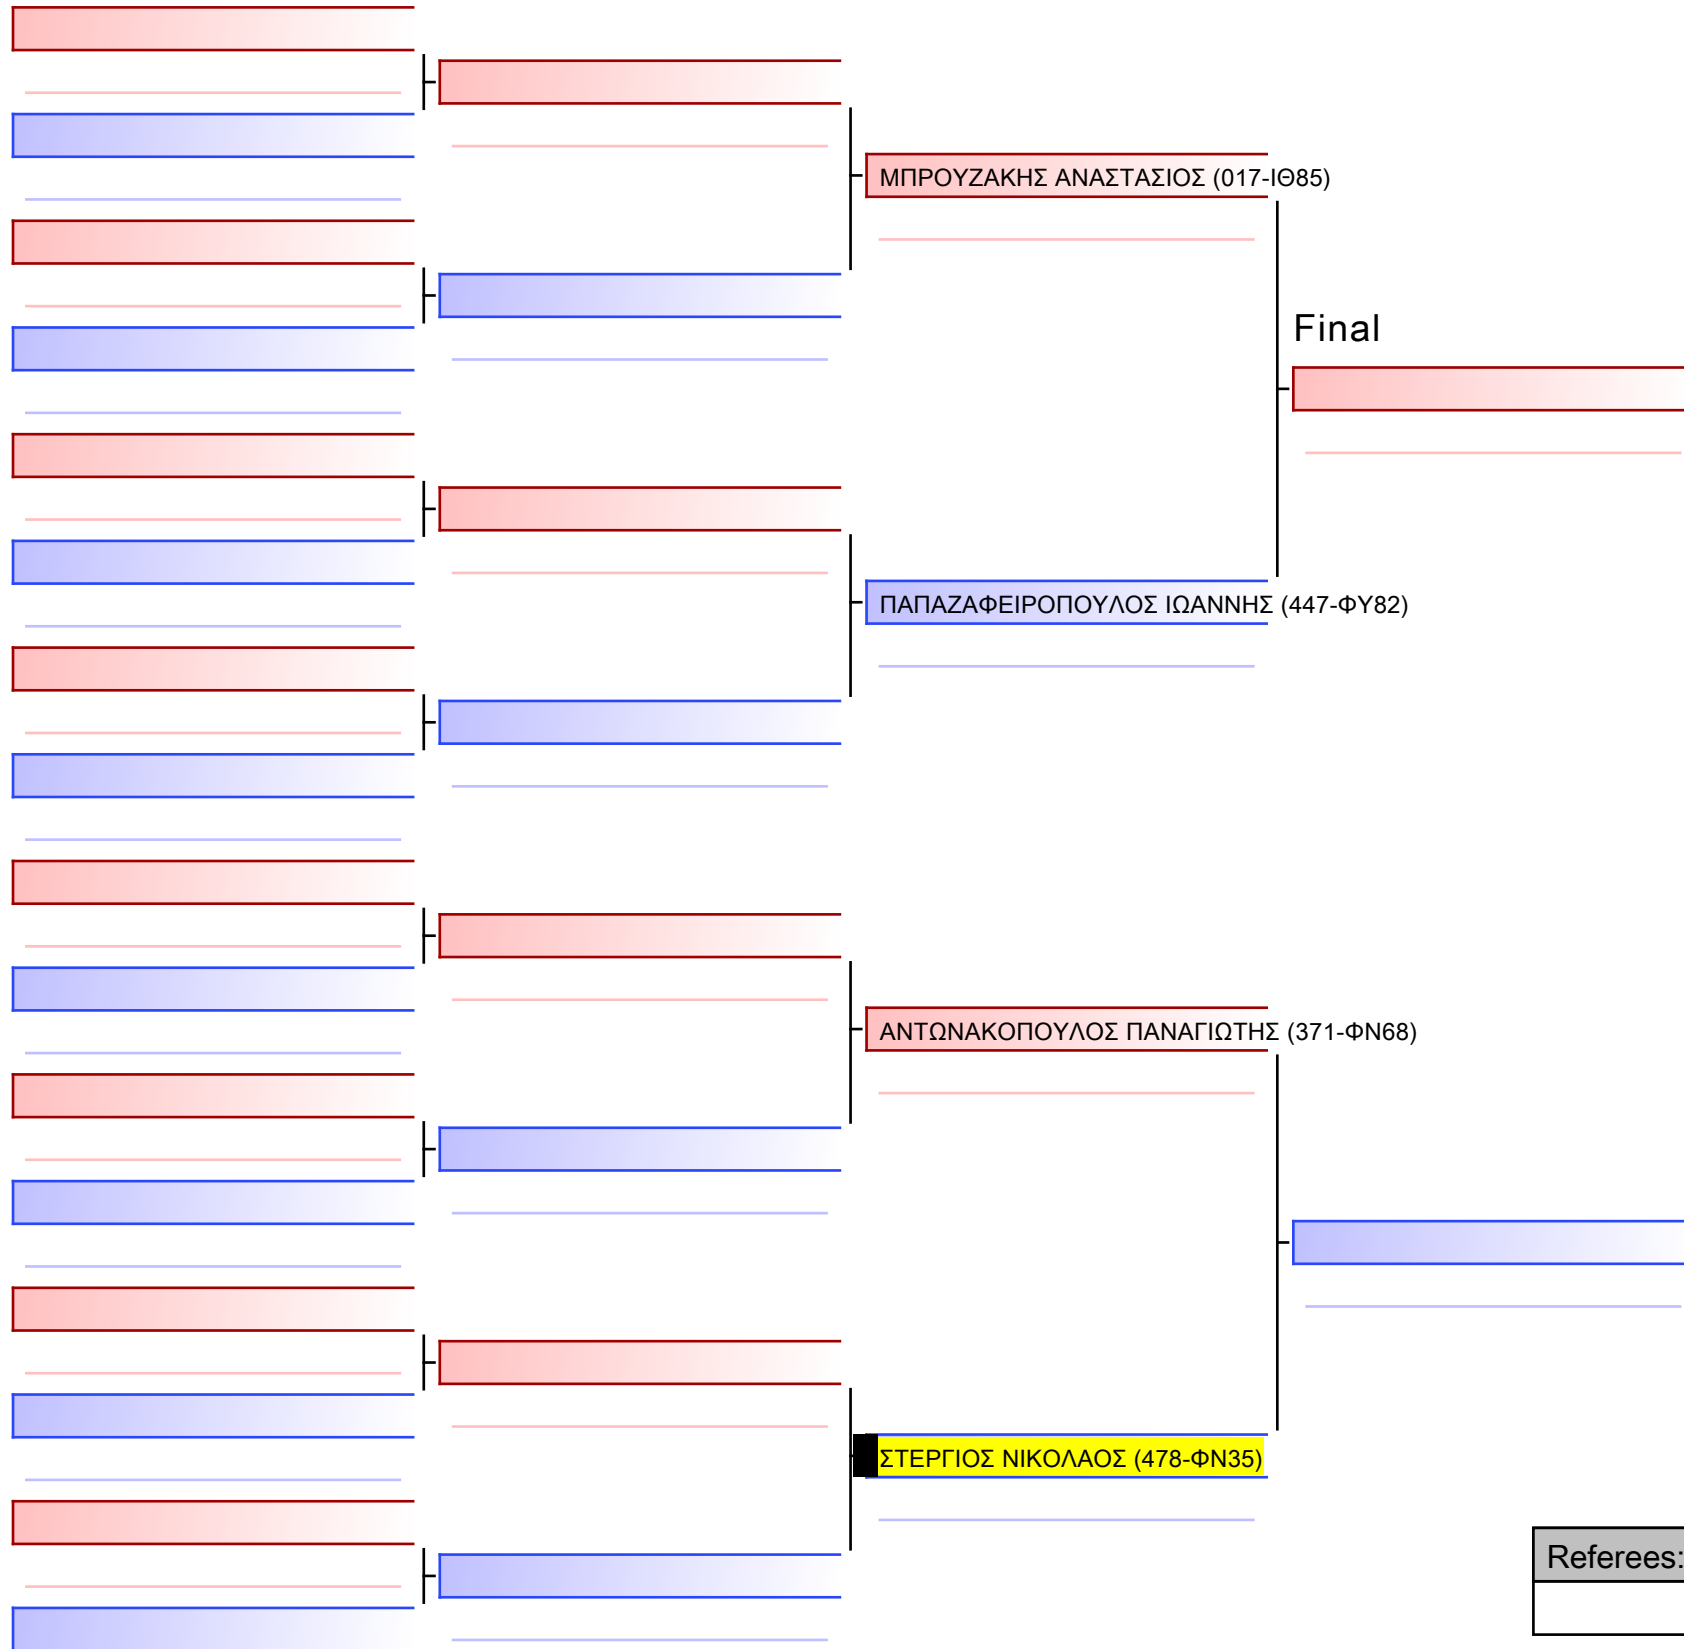 ΜΠΡΟΥΖΑΚΗΣ ΑΝΑΣΤΑΣΙΟΣ (017-ΙΘ85)
Final
ΠΑΠΑΖΑΦΕΙΡΟΠΟΥΛΟΣ ΙΩΑΝΝΗΣ (447-ΦΥ82)
ΑΝΤΩΝΑΚΟΠΟΥΛΟΣ ΠΑΝΑΓΙΩΤΗΣ (371-ΦΝ68)
ΣΤΕΡΓΙΟΣ ΝΙΚΟΛΑΟΣ (478-ΦΝ35)
Referees: